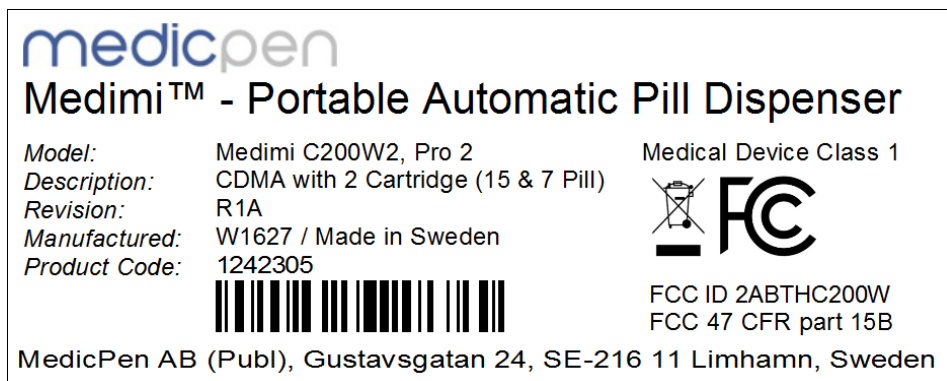 medicpen
Medimi™ - Portable Automatic Pill Dispenser
Model: Medimi C200W2, Pro 2
Description: CDMA with 2 Cartridge (15 & 7 Pill)
Revision: R1A
Manufactured: W1627 / Made in Sweden
Product Code: 1242305
Medical Device Class 1
FC
FCC ID 2ABTHC200W
FCC 47 CFR part 15B
MedicPen AB (Publ), Gustavsgatan 24, SE-216 11 Limhamn, Sweden